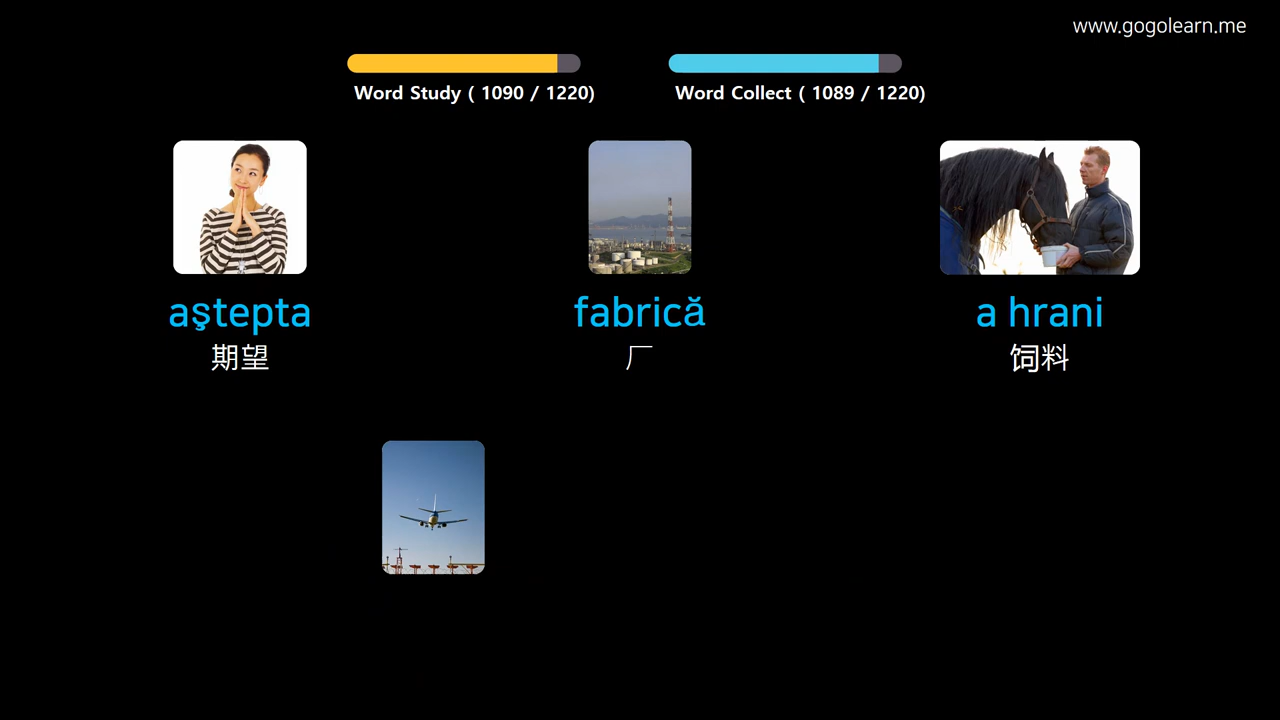 www.gogolearn.me
Word Study ( 1090 / 1220)
Word Collect ( 1089 / 1220)
aştepta
期望
fabrică
厂
a hrani
饲料